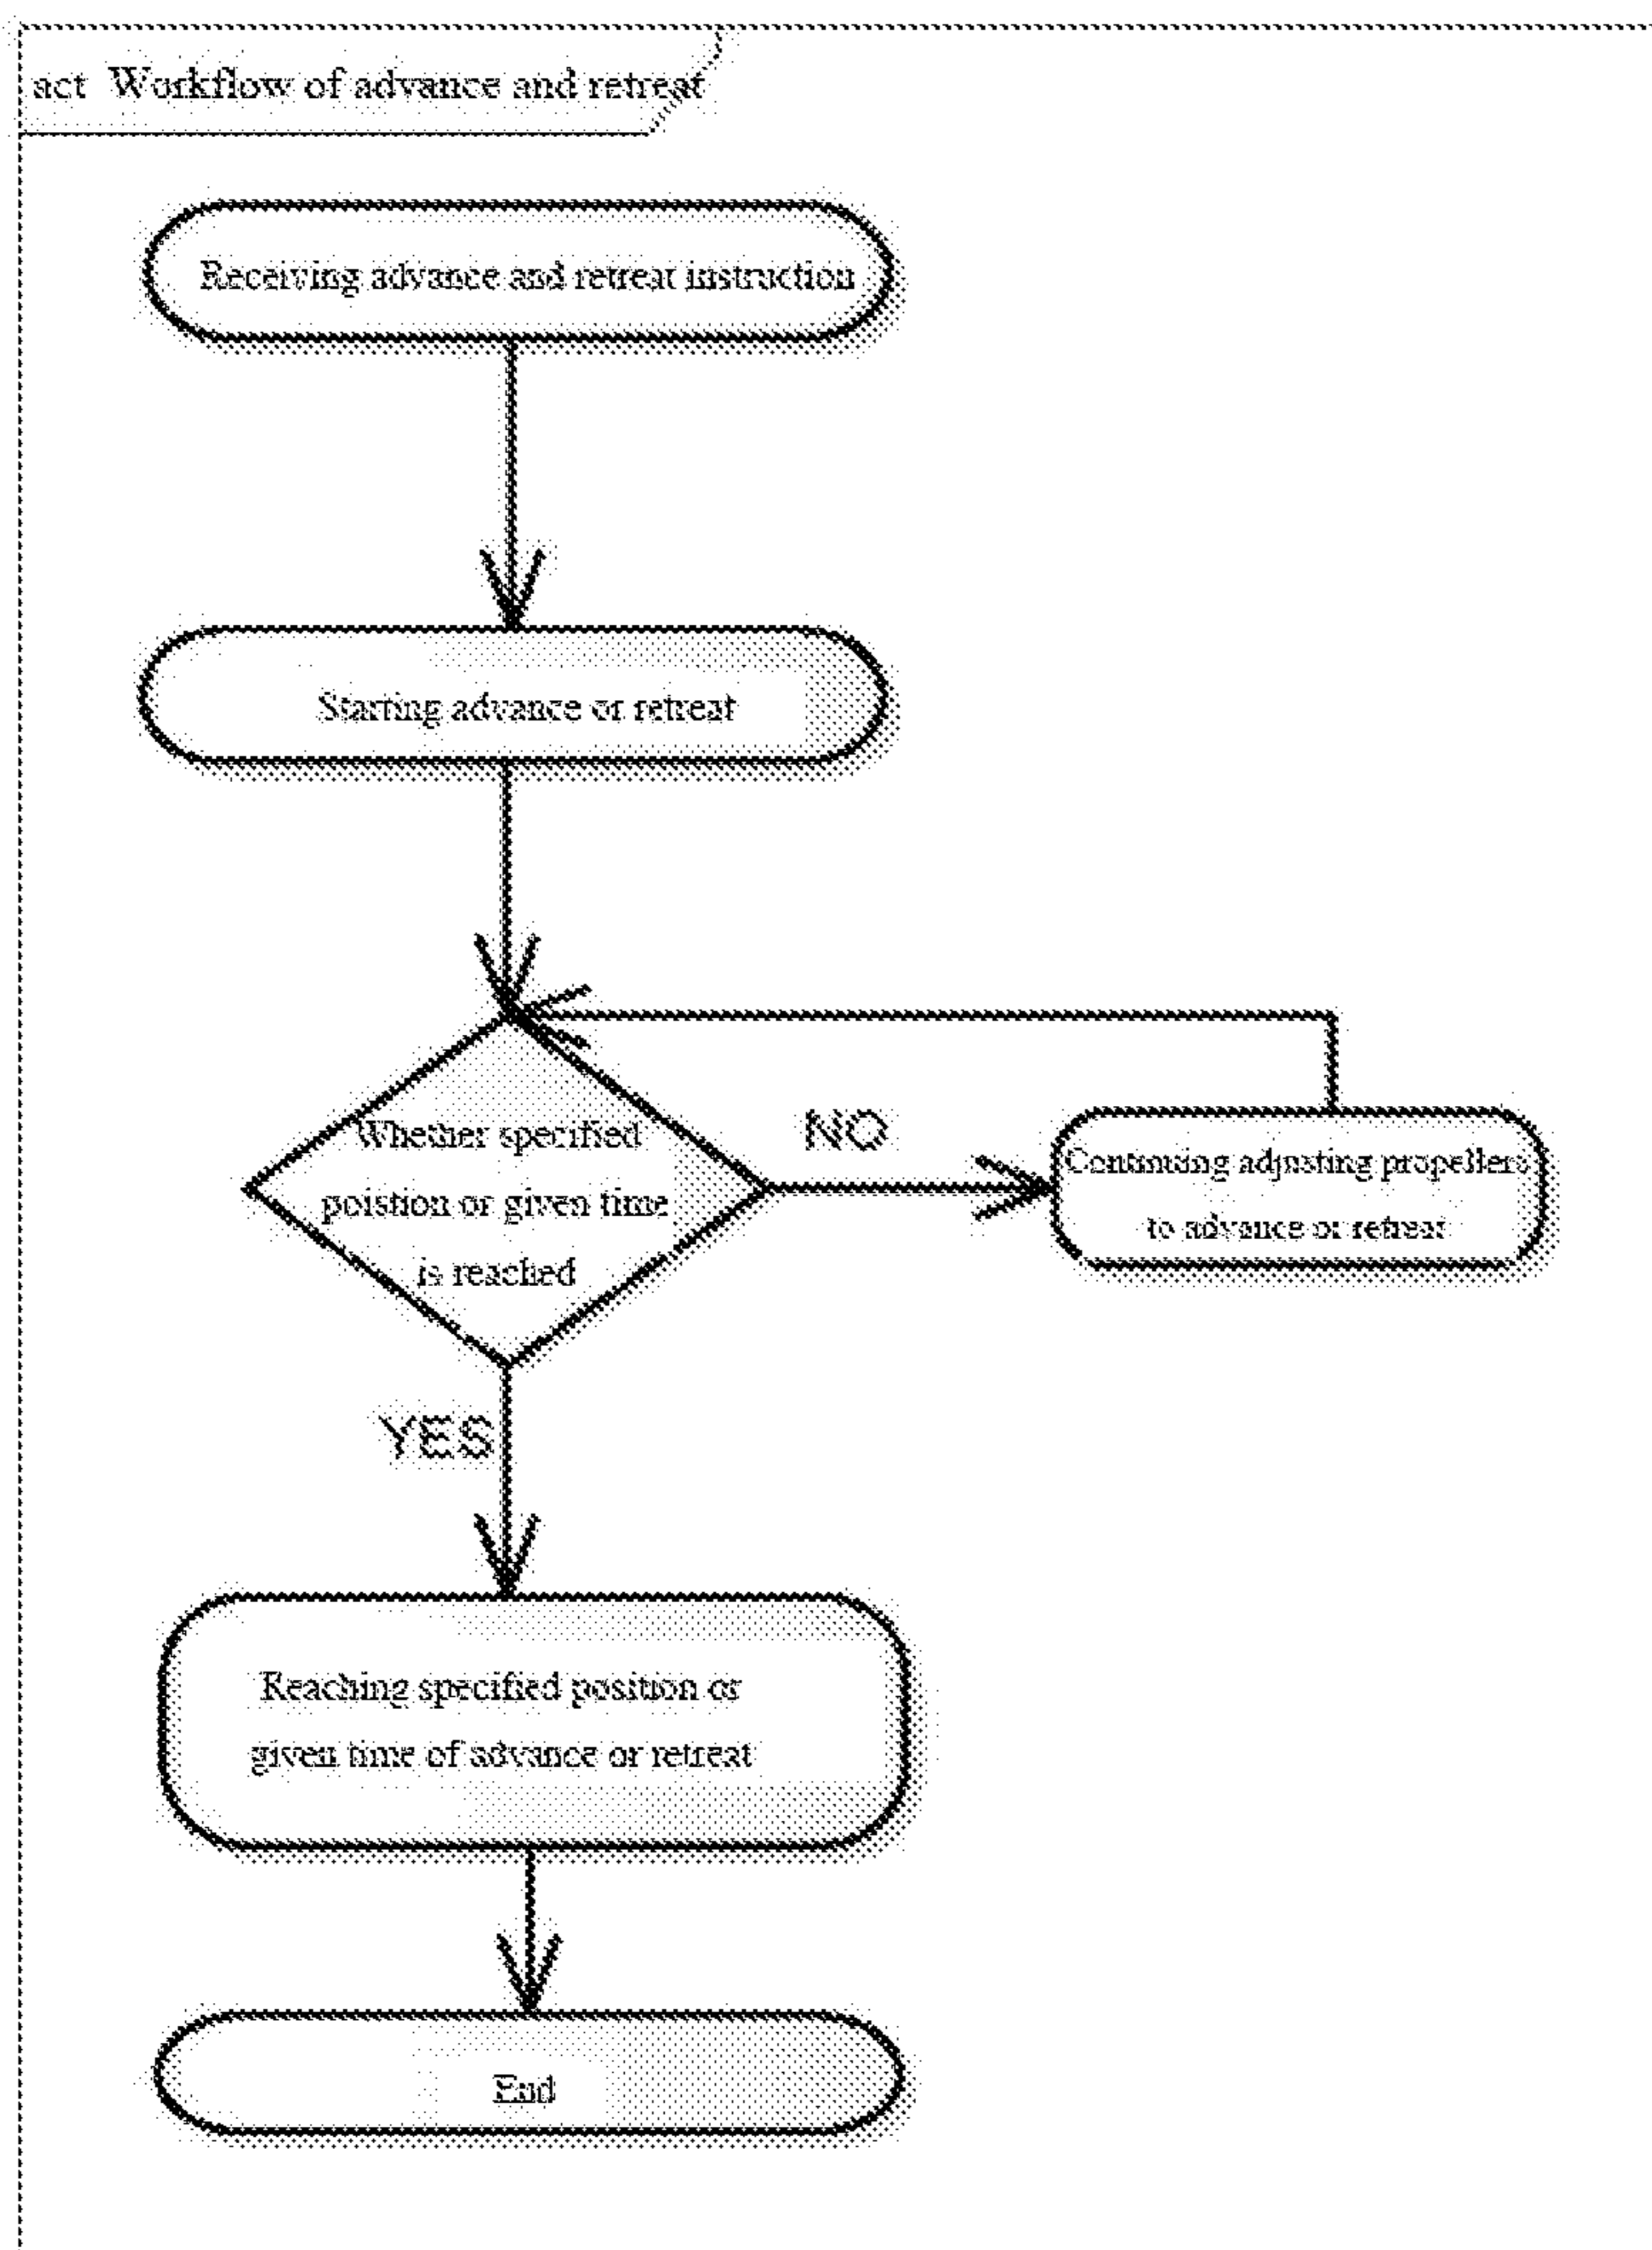 act Workflow of advance and retreat
Receiving advance and retreat instruction
Starting advance or retreat
Whether specified
poistion or given time
is reached
NO
Continuing adjusting propellers
to advance or retreat
YES
Reaching specified position or
given time of advance or retreat
End